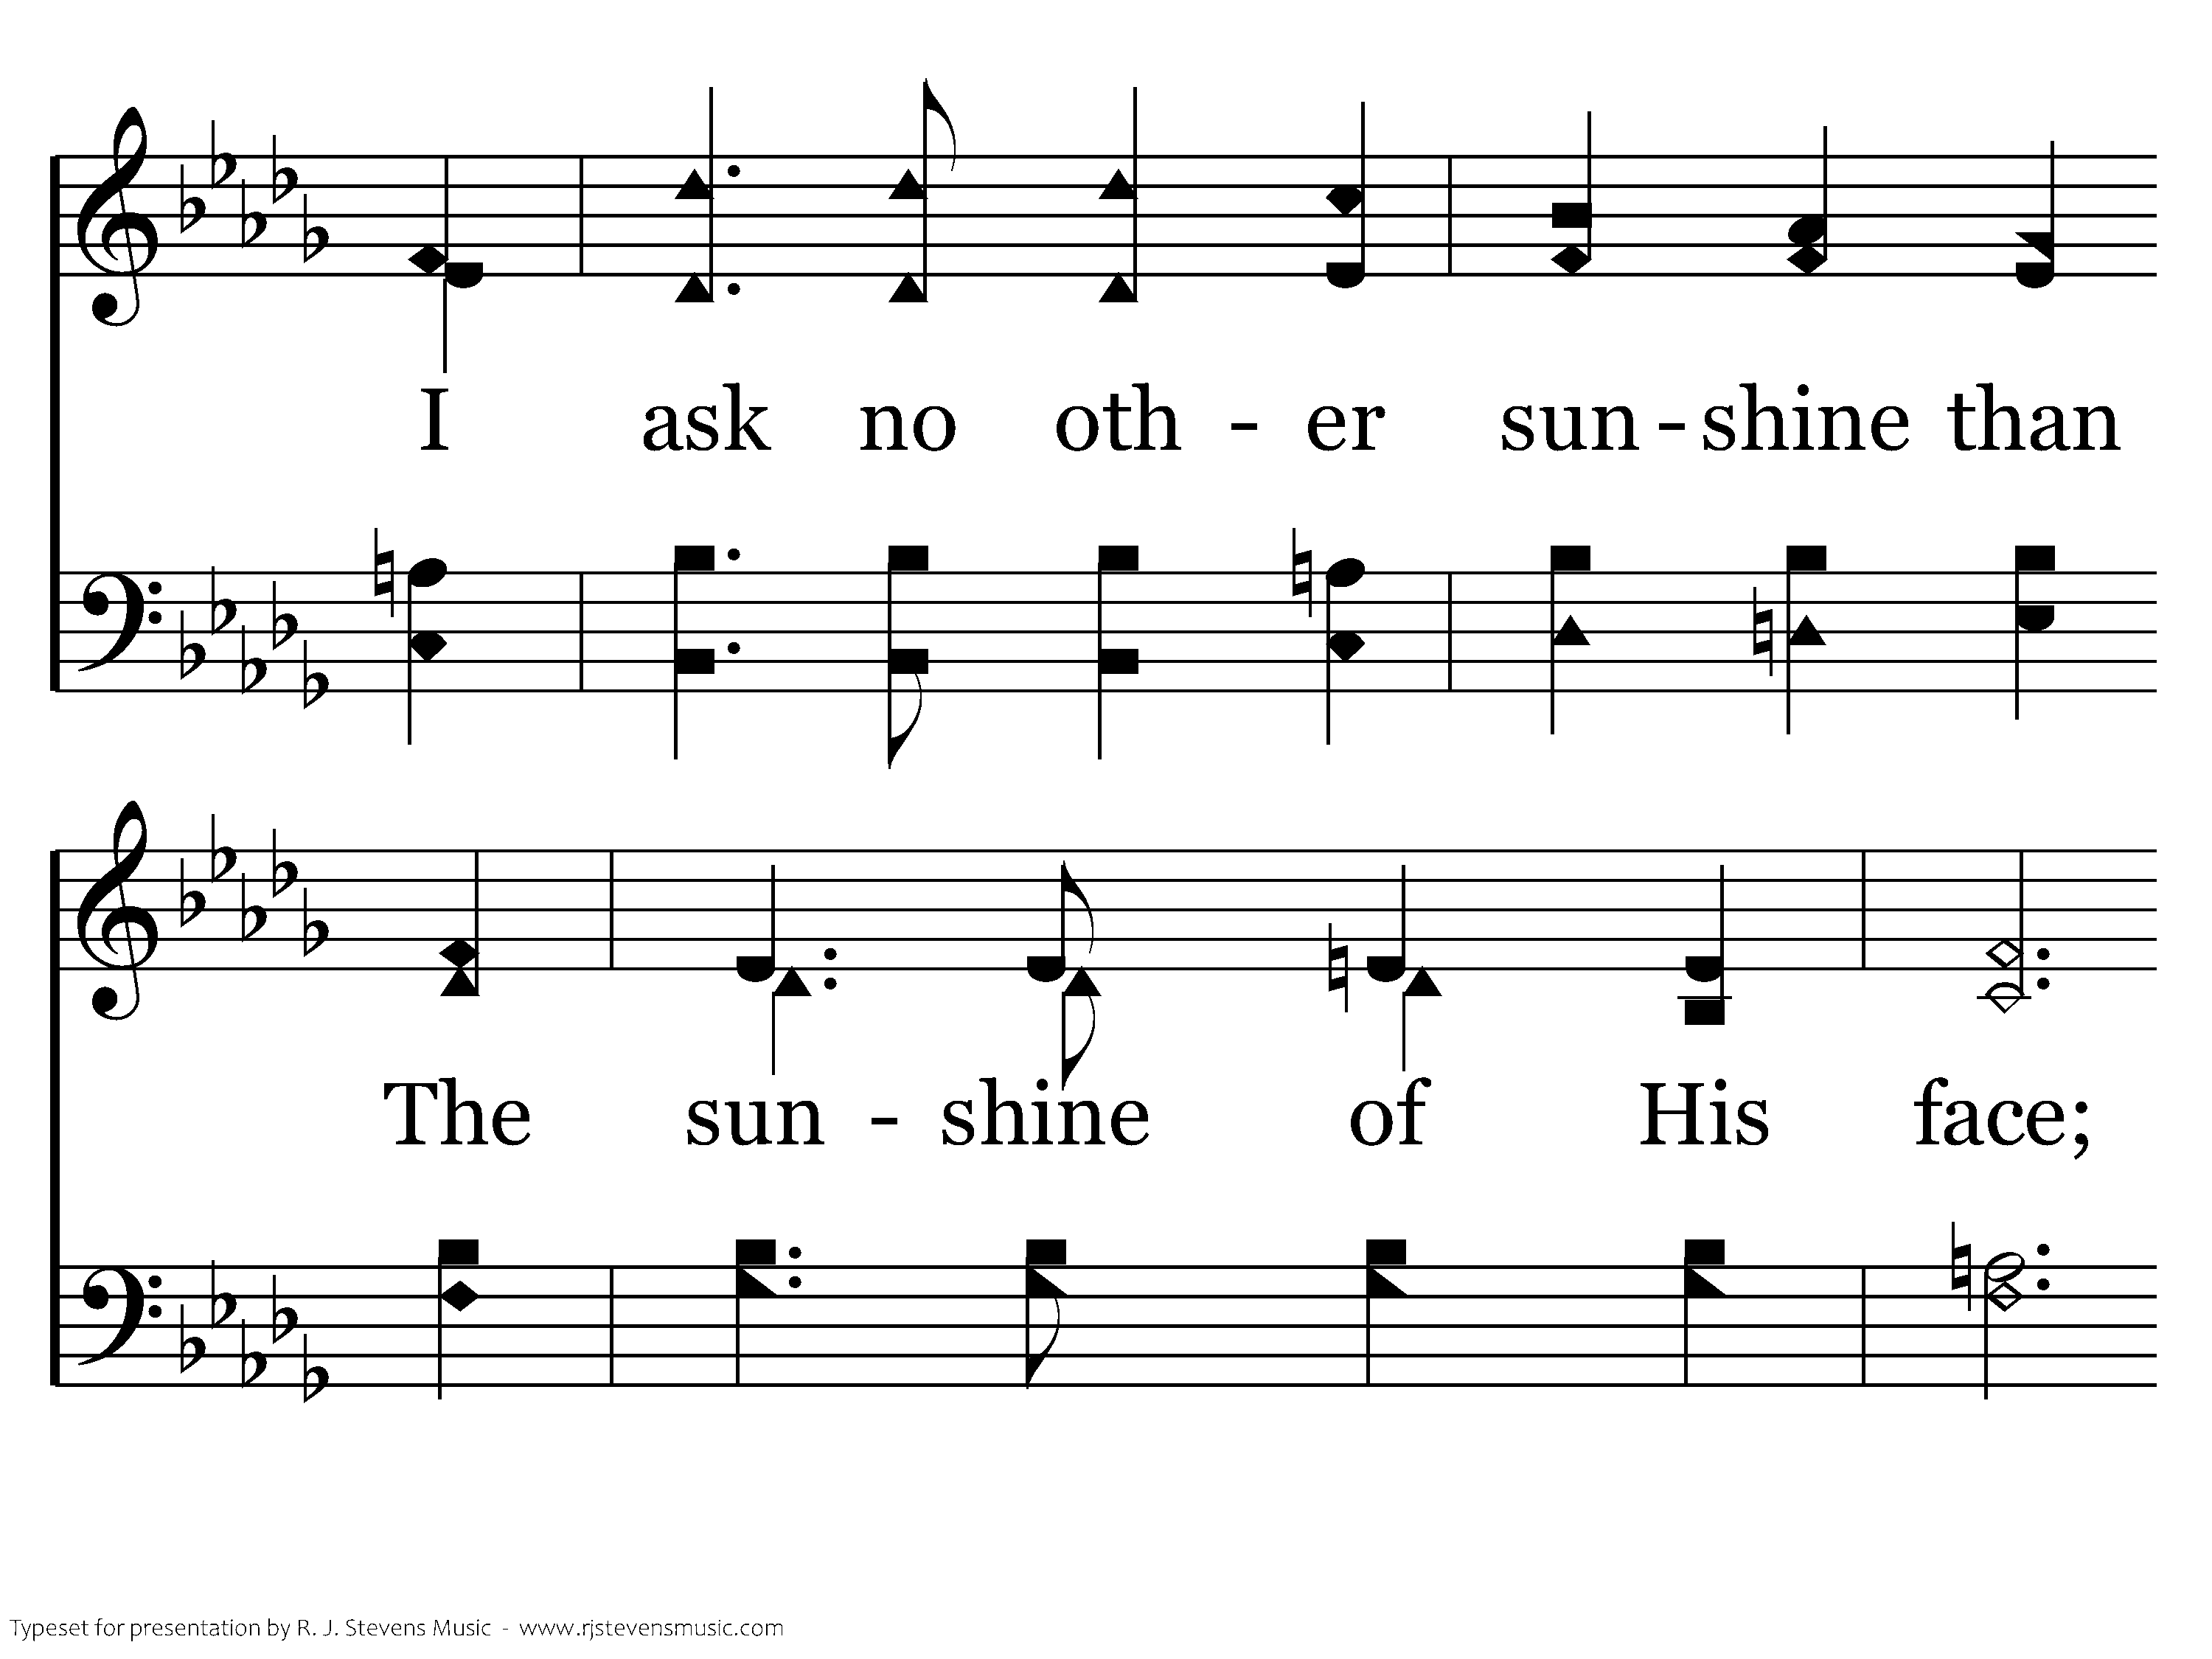 I ask no oth - er sun - shine than
The sun - shine of His face;
Typeset for presentation by R. J. Stevens Music - www.rjstevensmusic.com